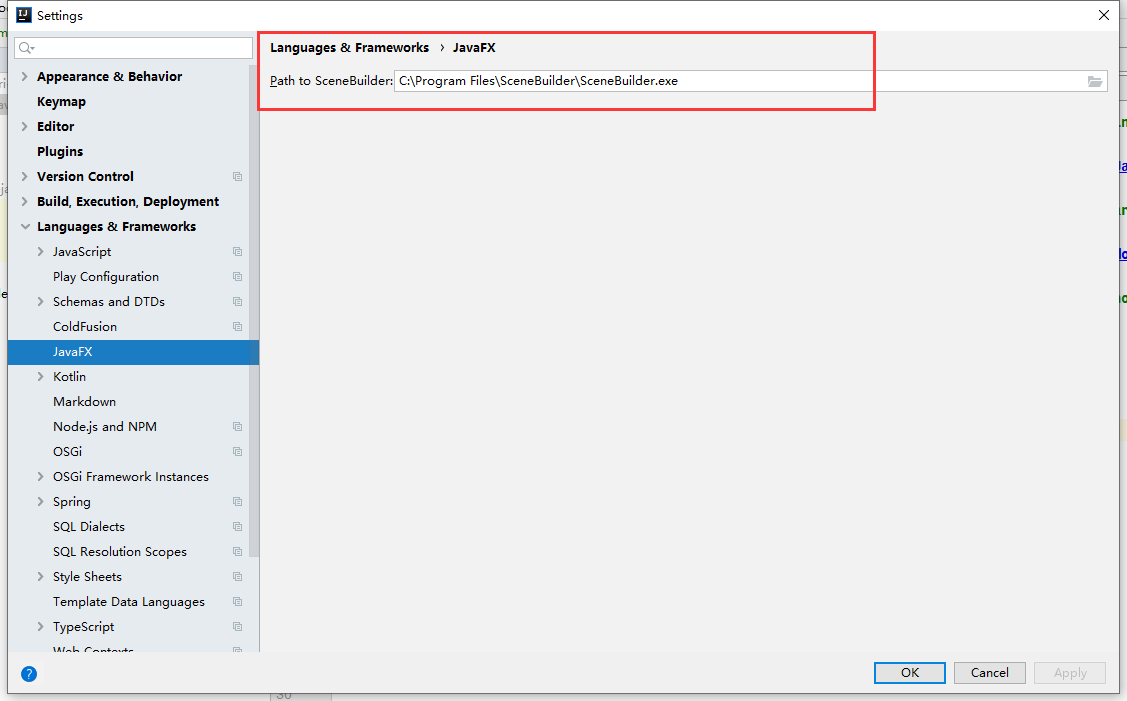 Settings
Languages & Frameworks › JavaFX
Path to SceneBuilder: C:\Program Files\SceneBuilder\SceneBuilder.exe
Appearance & Behavior
Keymap
Editor
Plugins
Version Control
Build, Execution, Deployment
Languages & Frameworks
JavaScript
Play Configuration
Schemas and DTDs
ColdFusion
JavaFX
Kotlin
Markdown
Node.js and NPM
OSGi
OSGi Framework Instances
Spring
SQL Dialects
SQL Resolution Scopes
Style Sheets
Template Data Languages
TypeScript
Web Contexts
?
OK Cancel Apply
30